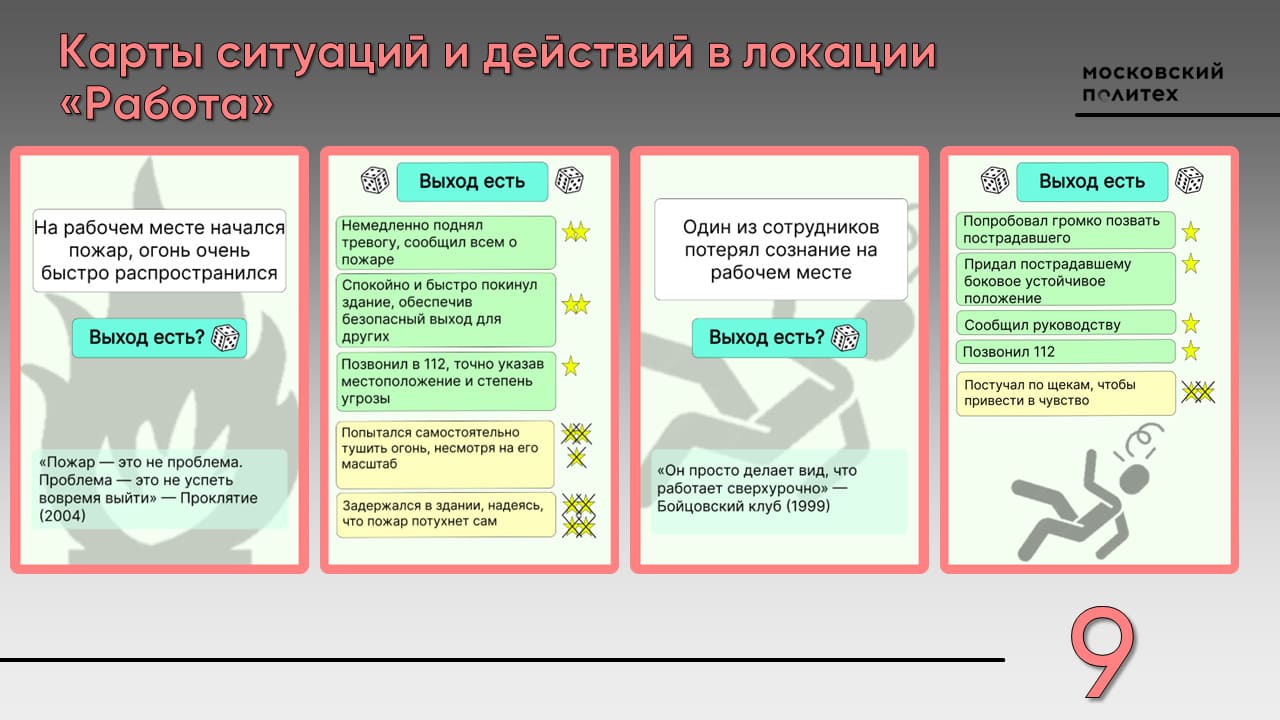 Карты ситуаций и действий в локации
«Работа»
московский
политех
На рабочем месте начался
пожар, огонь очень
быстро распространился
Выход есть?
«Пожар — это не проблема.
Проблема — это не успеть
вовремя выйти» — Проклятие
(2004)
Выход есть
Немедленно поднял
тревогу, сообщил всем о
пожаре
Спокойно и быстро покинул
здание, обеспечив
безопасный выход для
других
Позвонил в 112, точно указав
местоположение и степень
угрозы
Попытался самостоятельно
тушить огонь, несмотря на его
масштаб
Задержался в здании, надеясь,
что пожар потухнет сам
Один из сотрудников
потерял сознание на
рабочем месте
Выход есть?
«Он просто делает вид, что
работает сверхурочно» —
Бойцовский клуб (1999)
Выход есть
Попробовал громко позвать
пострадавшего
Придал пострадавшему
боковое устойчивое
положение
Сообщил руководству
Позвонил 112
Постучал по щекам, чтобы
привести в чувство
9